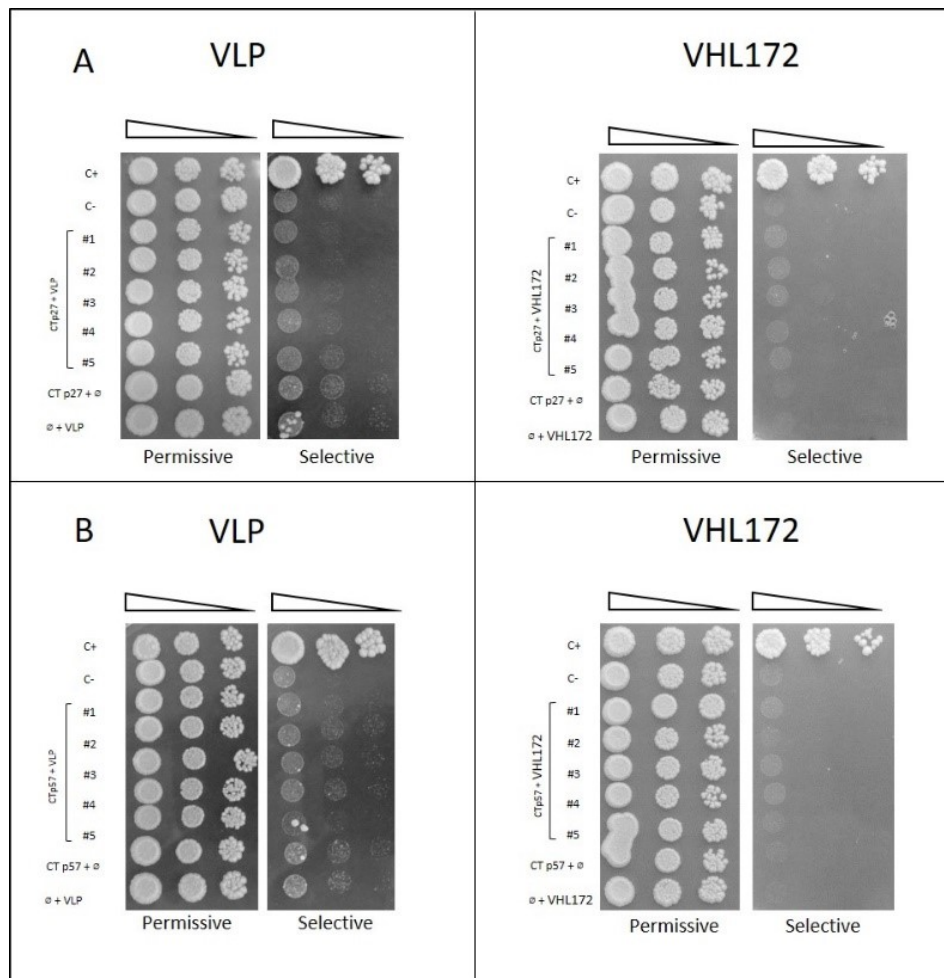 A
VLP
VHL172
C+
C-
#1
#2
#3
#4
#5
CTp27 + VLP
CT p27 + ø
ø + VLP
Permissive
Selective
C+
C-
#1
#2
#3
#4
#5
CTp27 + VHL172
CT p27 + ø
ø + VHL172
Permissive
Selective
B
VLP
VHL172
C+
C-
#1
#2
#3
#4
#5
CTp57 + VLP
CT p57 + ø
ø + VLP
Permissive
Selective
C+
C-
#1
#2
#3
#4
#5
CTp57 + VHL172
CT p57 + ø
ø + VHL172
Permissive
Selective